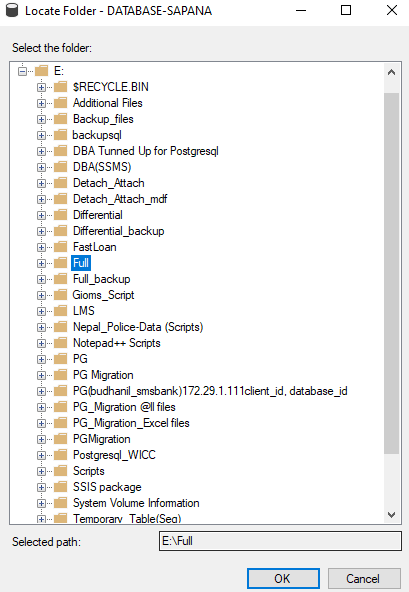 Locate Folder - DATABASE-SAPANA
Select the folder:
E:
$RECYCLE.BIN
Additional Files
Backup_files
backupsql
DBA Tunned Up for Postgresql
DBA(SSMS)
Detach_Attach
Detach_Attach_mdf
Differential
Differential_backup
FastLoan
Full
Full_backup
Gioms_Script
LMS
Nepal_Police-Data (Scripts)
Notepad++ Scripts
PG
PG Migration
PG(budhanil_smsbank)172.29.1.111client_id, database_id
PG_Migration @ll files
PG_Migration_Excel files
PGMigration
Postgresql_WICC
Scripts
SSIS package
System Volume Information
Temporary_Table(Seq)
Selected path: E:\Full
OK Cancel